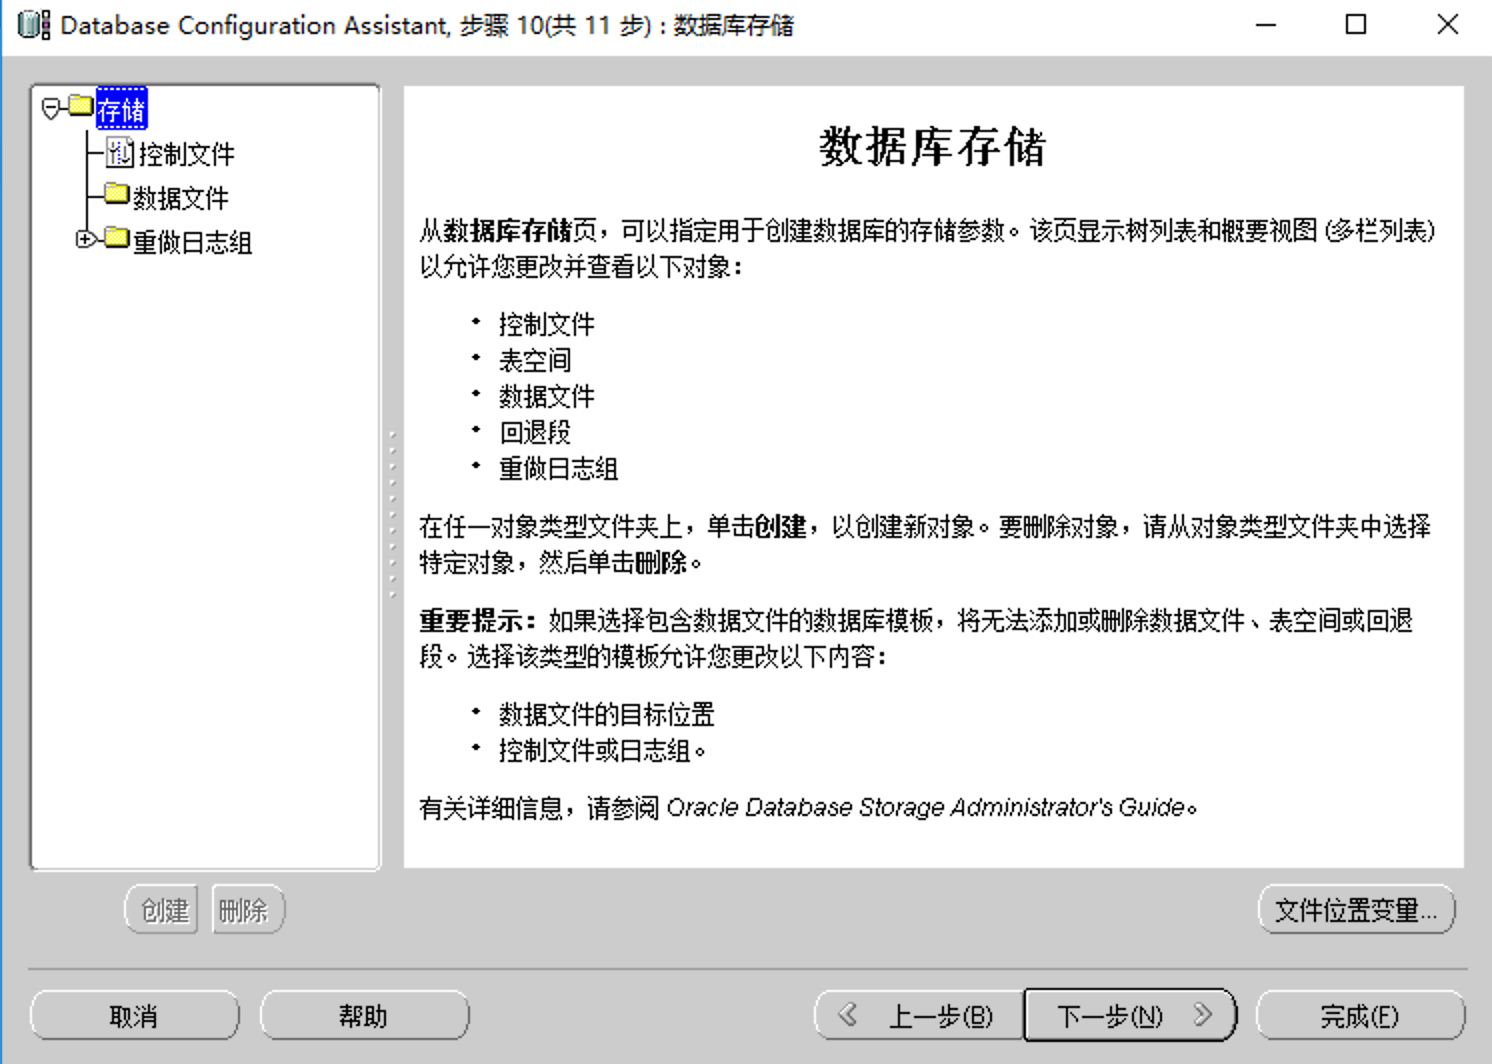 Database Configuration Assistant, 步骤 10(共 11 步) : 数据库存储
存储
控制文件
数据文件
重做日志组
数据库存储
从数据库存储页，可以指定用于创建数据库的存储参数。该页显示树列表和概要视图 (多栏列表)
以允许您更改并查看以下对象：
• 控制文件
• 表空间
• 数据文件
• 回退段
• 重做日志组
在任一对象类型文件夹上，单击创建，以创建新对象。要删除对象，请从对象类型文件夹中选择
特定对象，然后单击删除。
重要提示：如果选择包含数据文件的数据库模板，将无法添加或删除数据文件、表空间或回退
段。选择该类型的模板允许您更改以下内容：
• 数据文件的目标位置
• 控制文件或日志组。
有关详细信息，请参阅 Oracle Database Storage Administrator's Guide。
创建 删除 文件位置变量...
取消 帮助 上一步(B) 下一步(N) 完成(F)